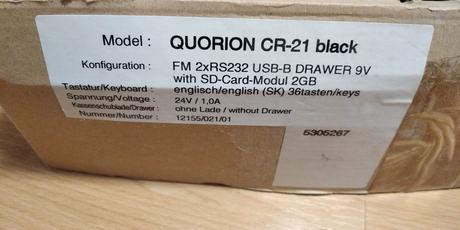 Model : QUORION CR-21 black
Konfiguration : FM 2xRS232 USB-B DRAWER 9V
with SD-Card-Modul 2GB
Tastatur/Keyboard : englisch/english (SK) 36tasten/keys
Spannung/Voltage : 24V / 1,0A
Kassenschublade/Drawer : ohne Lade / without Drawer
Nummer/Number : 12155/021/01
5305267